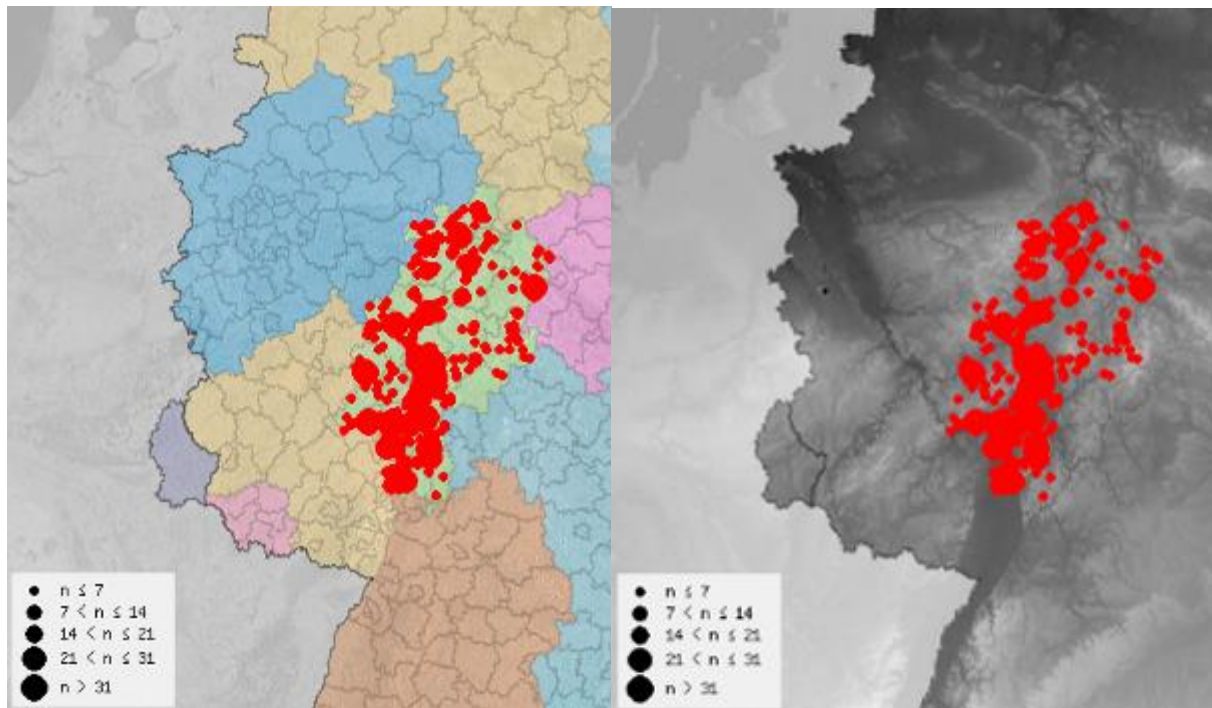 n ≤ 7
7 < n ≤ 14
14 < n ≤ 21
21 < n ≤ 31
n > 31
n ≤ 7
7 < n ≤ 14
14 < n ≤ 21
21 < n ≤ 31
n > 31